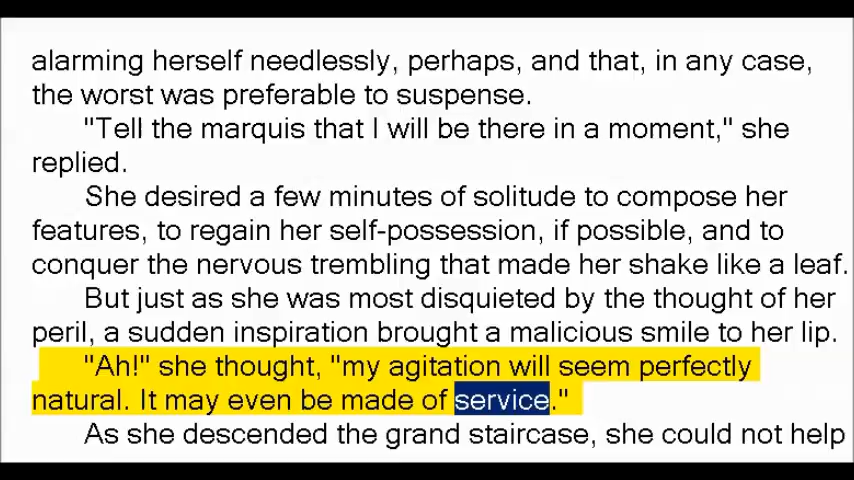 alarming herself needlessly, perhaps, and that, in any case,
the worst was preferable to suspense.
"Tell the marquis that I will be there in a moment," she
replied.
She desired a few minutes of solitude to compose her
features, to regain her self-possession, if possible, and to
conquer the nervous trembling that made her shake like a leaf.
But just as she was most disquieted by the thought of her
peril, a sudden inspiration brought a malicious smile to her lip.
"Ah!" she thought, "my agitation will seem perfectly
natural. It may even be made of service."
As she descended the grand staircase, she could not help